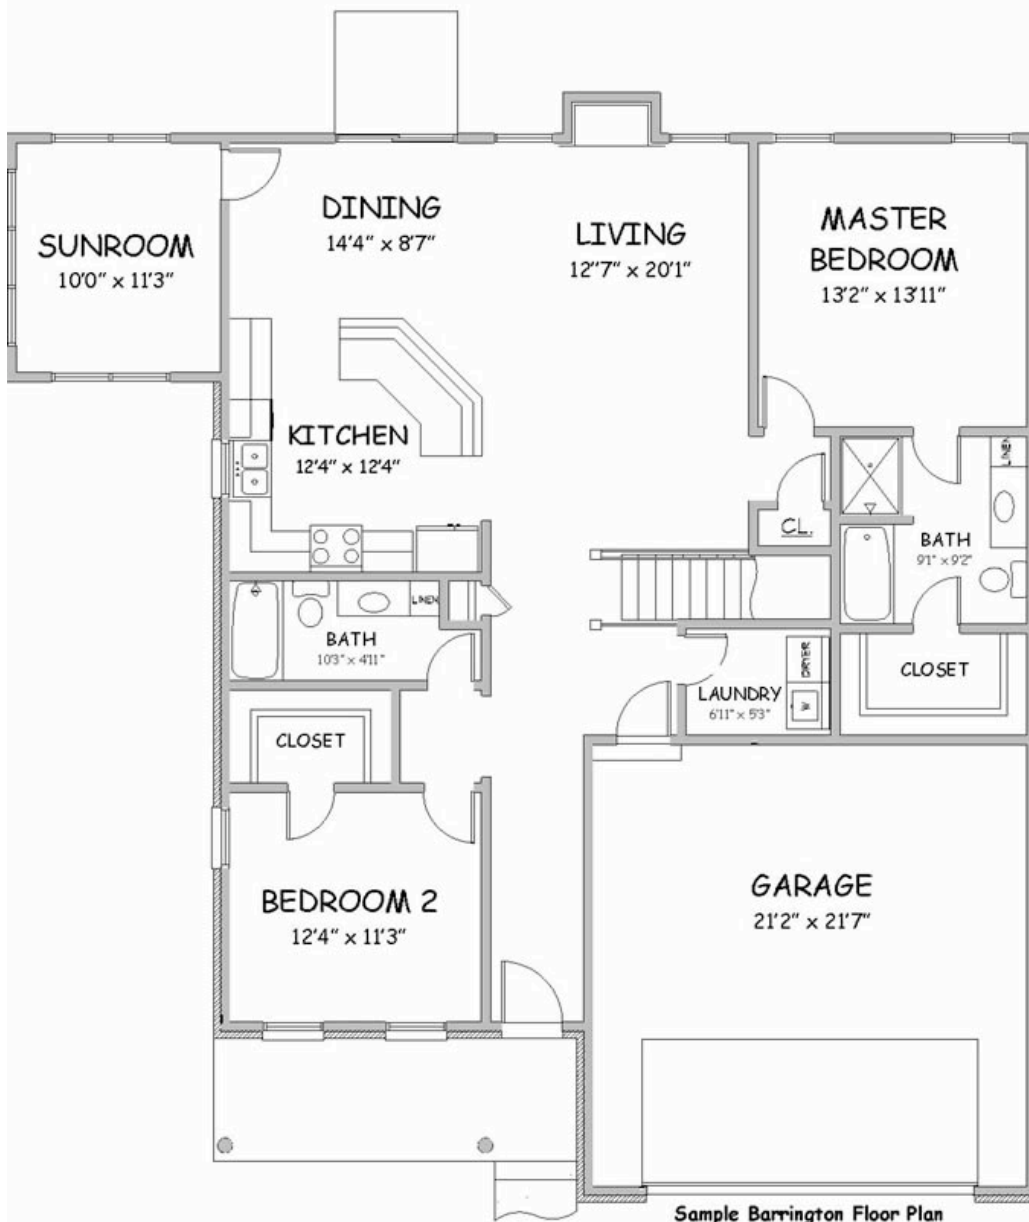 DINING
14'4" x 8'7"
LIVING
12"7" x 20'1"
MASTER
BEDROOM
13'2" x 13'11"
SUNROOM
10'0" x 11'3"
KITCHEN
12'4" x 12'4"
LINEN
CL.
BATH
9'1" x 9'2"
LINEN
BATH
10'3" x 4'11"
DRYER
W
LAUNDRY
6'11" x 5'3"
CLOSET
CLOSET
BEDROOM 2
12'4" x 11'3"
GARAGE
21'2" x 21'7"
Sample Barrington Floor Plan